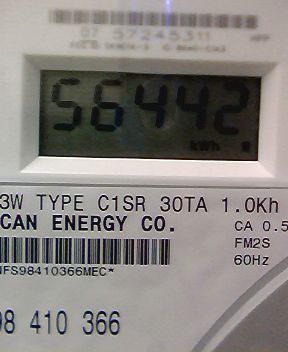 07 57245311
56442
kWh
3W TYPE C1SR 30TA 1.0Kh
CAN ENERGY CO.
CA 0.5
FM2S
60Hz
NFS98410366MEC*
98 410 366